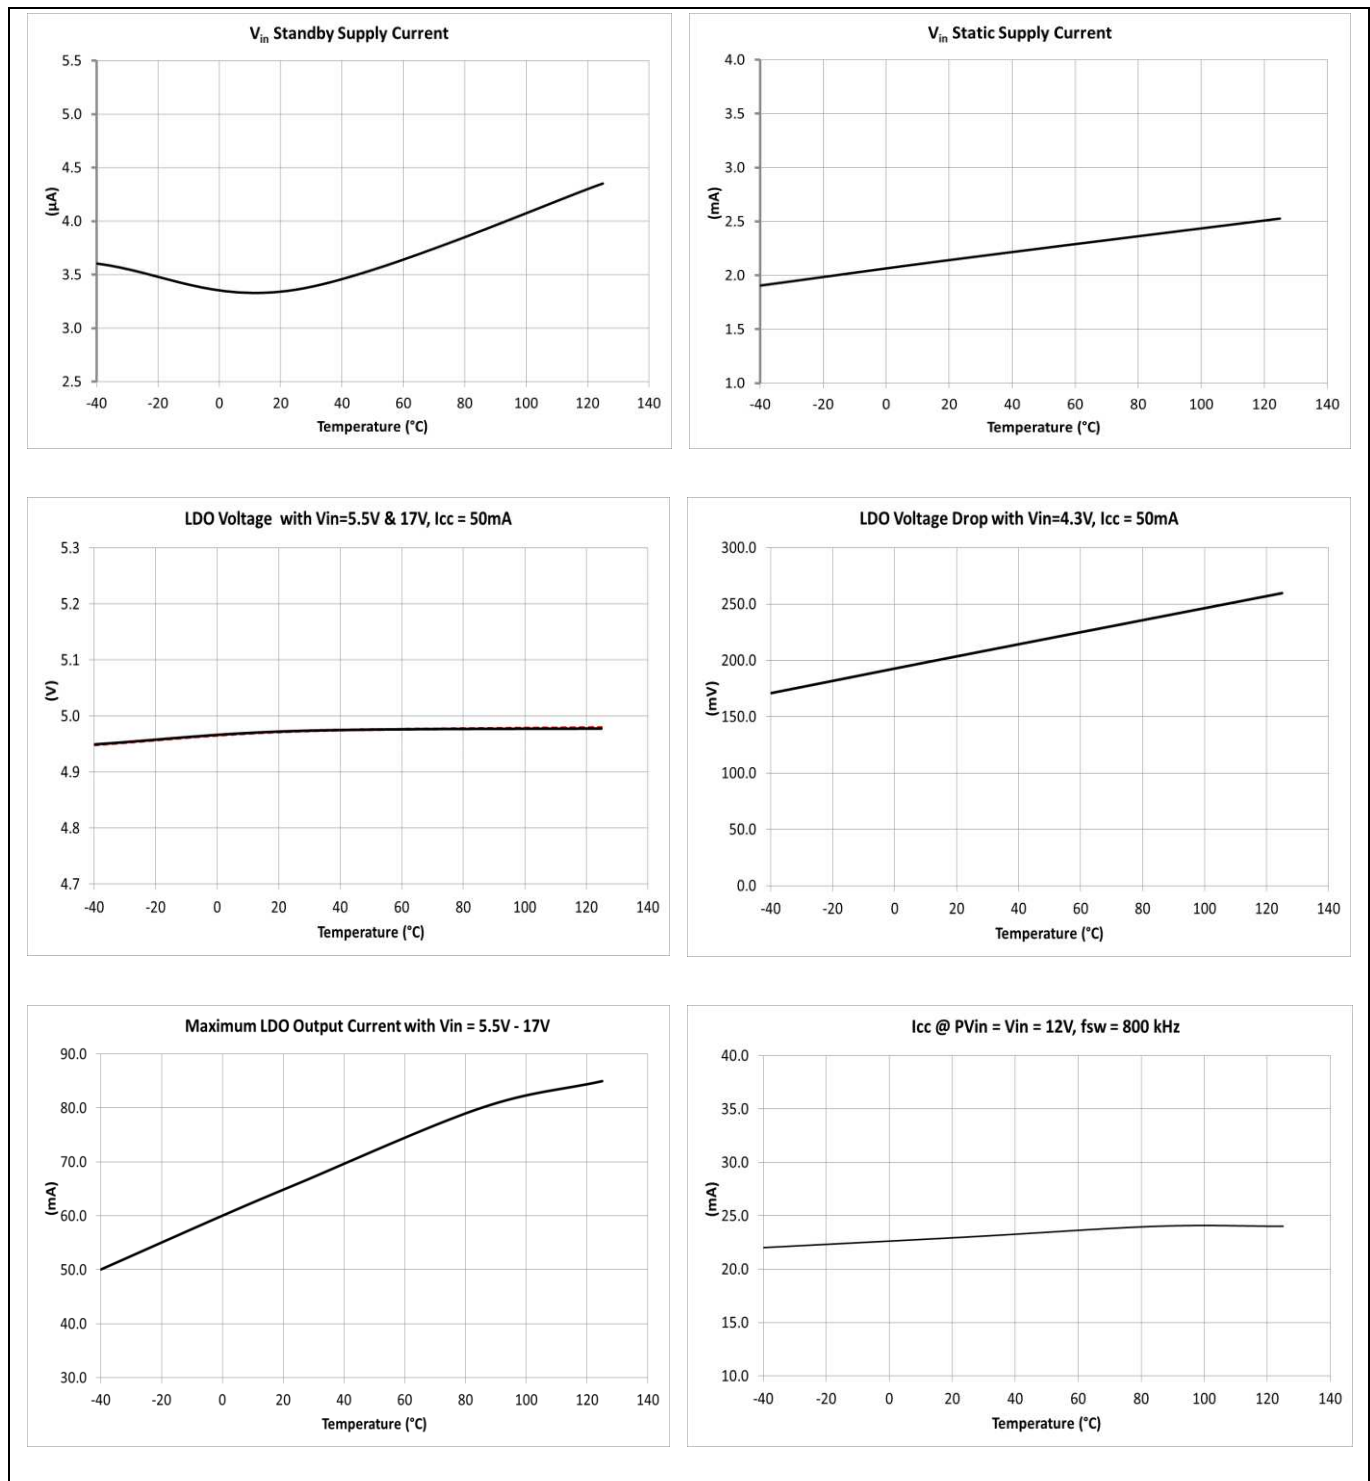 V_in Standby Supply Current
5.5
5.0
4.5
4.0
3.5
3.0
2.5
(µA)
-40 -20 0 20 40 60 80 100 120 140
Temperature (°C)
V_in Static Supply Current
4.0
3.5
3.0
2.5
2.0
1.5
1.0
(mA)
-40 -20 0 20 40 60 80 100 120 140
Temperature (°C)
LDO Voltage with Vin=5.5V & 17V, Icc = 50mA
5.3
5.2
5.1
5.0
4.9
4.8
4.7
(V)
-40 -20 0 20 40 60 80 100 120 140
Temperature (°C)
LDO Voltage Drop with Vin=4.3V, Icc = 50mA
300.0
250.0
200.0
150.0
100.0
50.0
0.0
(mV)
-40 -20 0 20 40 60 80 100 120 140
Temperature (°C)
Maximum LDO Output Current with Vin = 5.5V - 17V
90.0
80.0
70.0
60.0
50.0
40.0
30.0
(mA)
-40 -20 0 20 40 60 80 100 120 140
Temperature (°C)
Icc @ PVin = Vin = 12V, fsw = 800 kHz
40.0
35.0
30.0
25.0
20.0
15.0
10.0
(mA)
-40 -20 0 20 40 60 80 100 120 140
Temperature (°C)